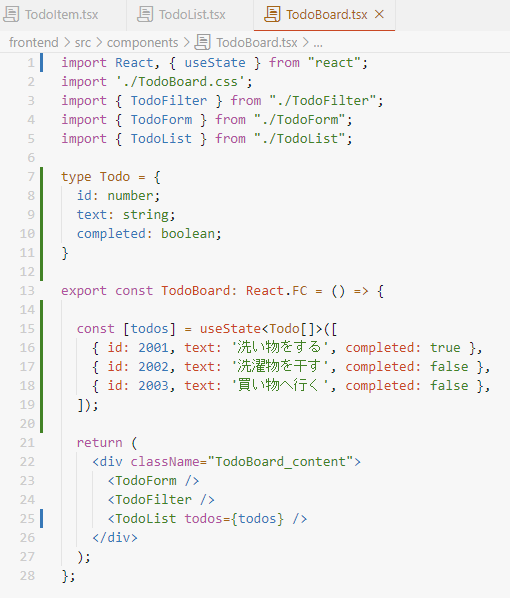 TodoItem.tsx TodoList.tsx TodoBoard.tsx ×
frontend > src > components > TodoBoard.tsx > ...
1 import React, { useState } from "react";
2 import './TodoBoard.css';
3 import { TodoFilter } from "./TodoFilter";
4 import { TodoForm } from "./TodoForm";
5 import { TodoList } from "./TodoList";
6
7 type Todo = {
8   id: number;
9   text: string;
10   completed: boolean;
11 }
12
13 export const TodoBoard: React.FC = () => {
14
15   const [todos] = useState<Todo[]>([
16     { id: 2001, text: '洗い物をする', completed: true },
17     { id: 2002, text: '洗濯物を干す', completed: false },
18     { id: 2003, text: '買い物へ行く', completed: false },
19   ]);
20
21   return (
22     <div className="TodoBoard_content">
23       <TodoForm />
24       <TodoFilter />
25       <TodoList todos={todos} />
26     </div>
27   );
28 };